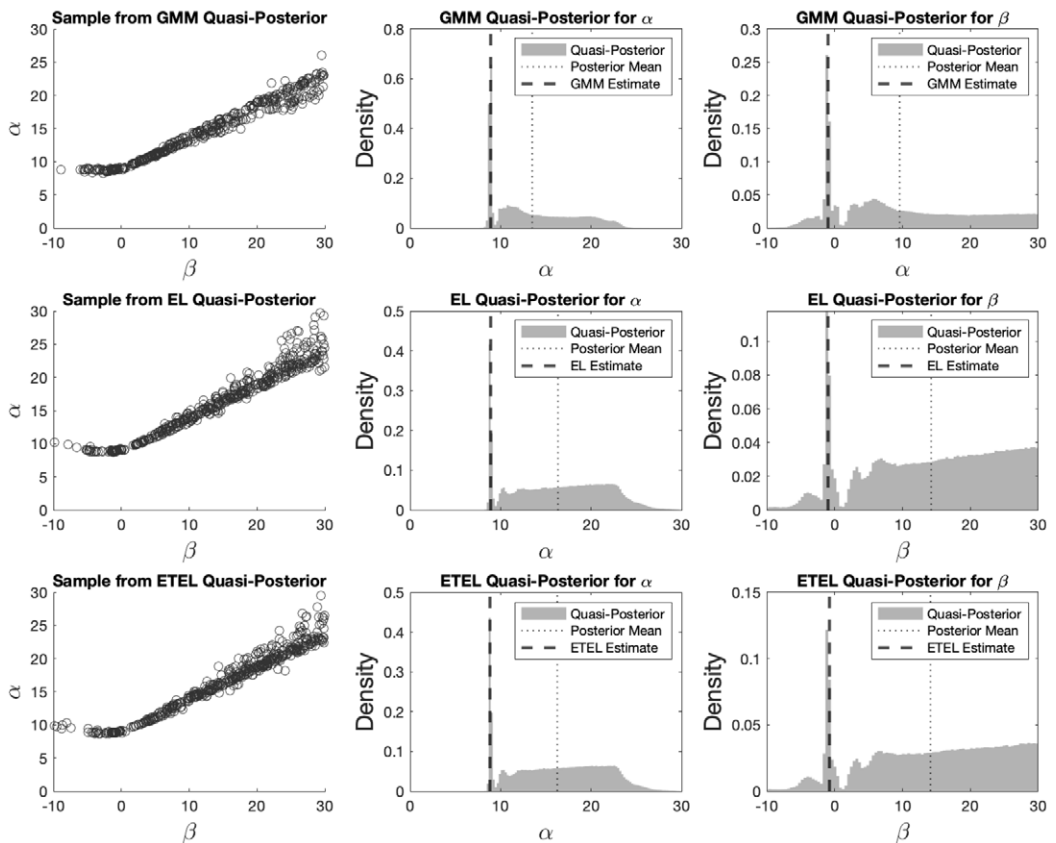 Sample from GMM Quasi-Posterior
30
25
20
15
10
5
0
α
-10 0 10 20 30
β
GMM Quasi-Posterior for α
0.8
0.6
0.4
0.2
0
Density
Quasi-Posterior
Posterior Mean
GMM Estimate
0 10 20 30
α
GMM Quasi-Posterior for β
0.3
0.25
0.2
0.15
0.1
0.05
0
Density
Quasi-Posterior
Posterior Mean
GMM Estimate
-10 0 10 20 30
α
Sample from EL Quasi-Posterior
30
25
20
15
10
5
0
α
-10 0 10 20 30
β
EL Quasi-Posterior for α
0.5
0.4
0.3
0.2
0.1
0
Density
Quasi-Posterior
Posterior Mean
EL Estimate
0 10 20 30
α
EL Quasi-Posterior for β
0.1
0.08
0.06
0.04
0.02
0
Density
Quasi-Posterior
Posterior Mean
EL Estimate
-10 0 10 20 30
β
Sample from ETEL Quasi-Posterior
30
25
20
15
10
5
0
α
-10 0 10 20 30
β
ETEL Quasi-Posterior for α
0.5
0.4
0.3
0.2
0.1
0
Density
Quasi-Posterior
Posterior Mean
ETEL Estimate
0 10 20 30
α
ETEL Quasi-Posterior for β
0.15
0.1
0.05
0
Density
Quasi-Posterior
Posterior Mean
ETEL Estimate
-10 0 10 20 30
β